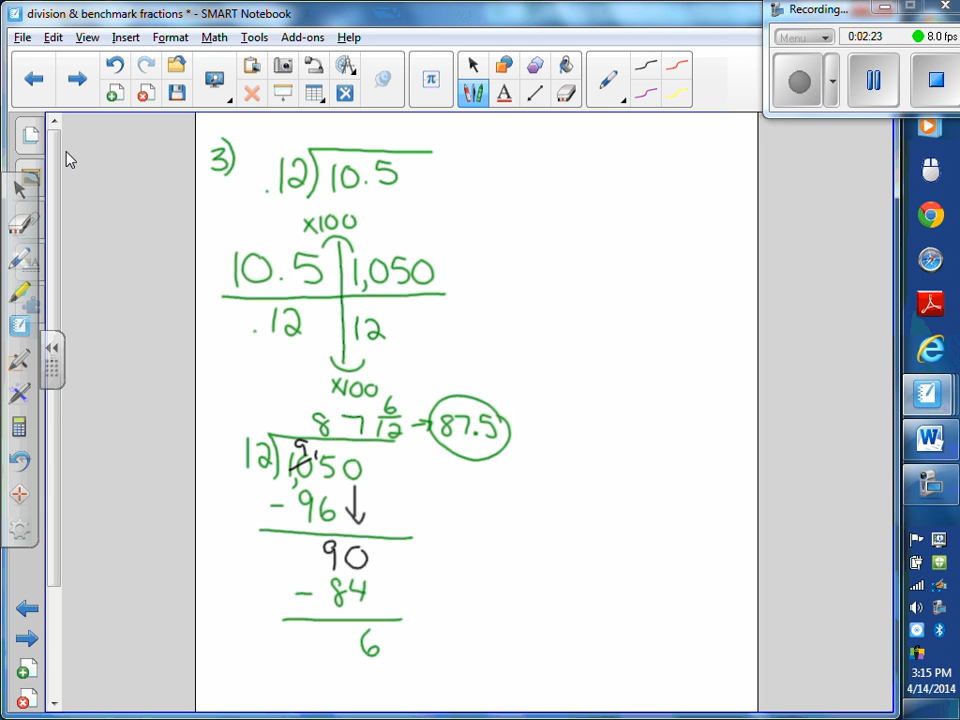 division & benchmark fractions * - SMART Notebook
Recording...
File Edit View Insert Format Math Tools Add-ons Help
Menu 0:02:23 8.0 fps
π
A
3) .12)10.5
x100
10.5 1,050
.12 12
x100
8 7 6/12 → 87.5
12)1,050
9 1
- 96 ↓
90
- 84
6
3:15 PM
4/14/2014